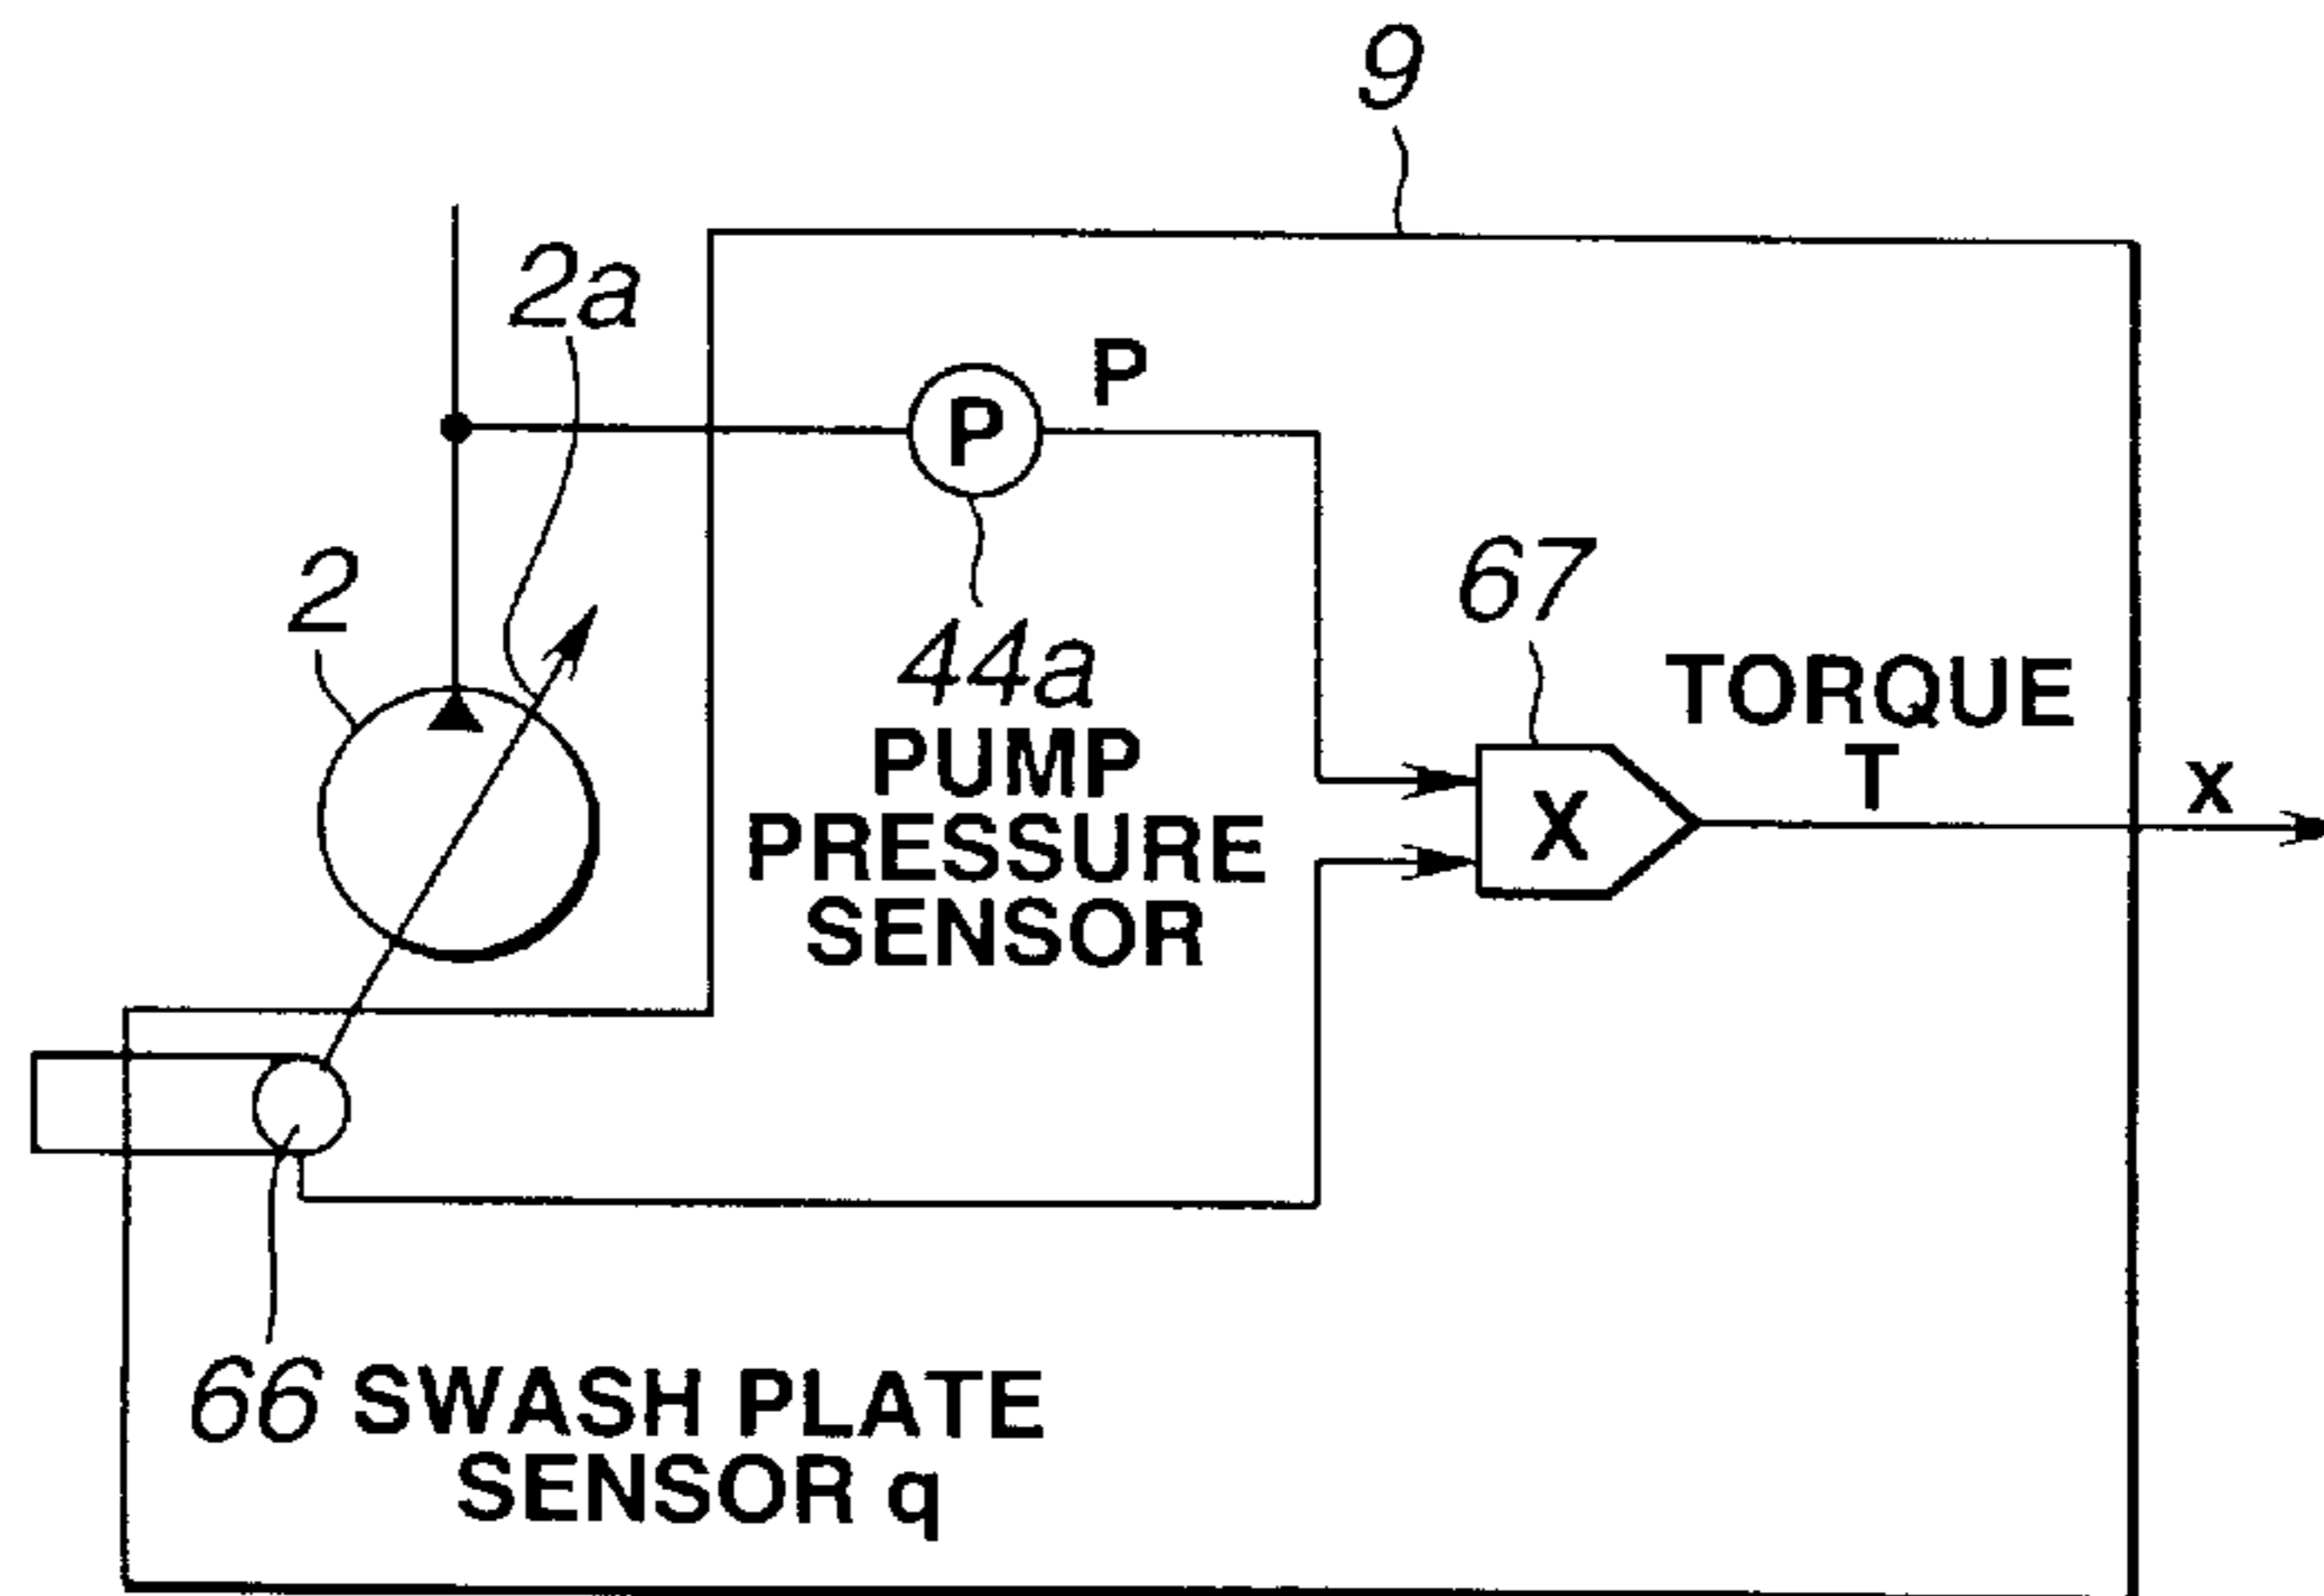 9
2a
P
P
2
44a
PUMP
PRESSURE
SENSOR
67
TORQUE
T
x
X
66 SWASH PLATE
SENSOR q